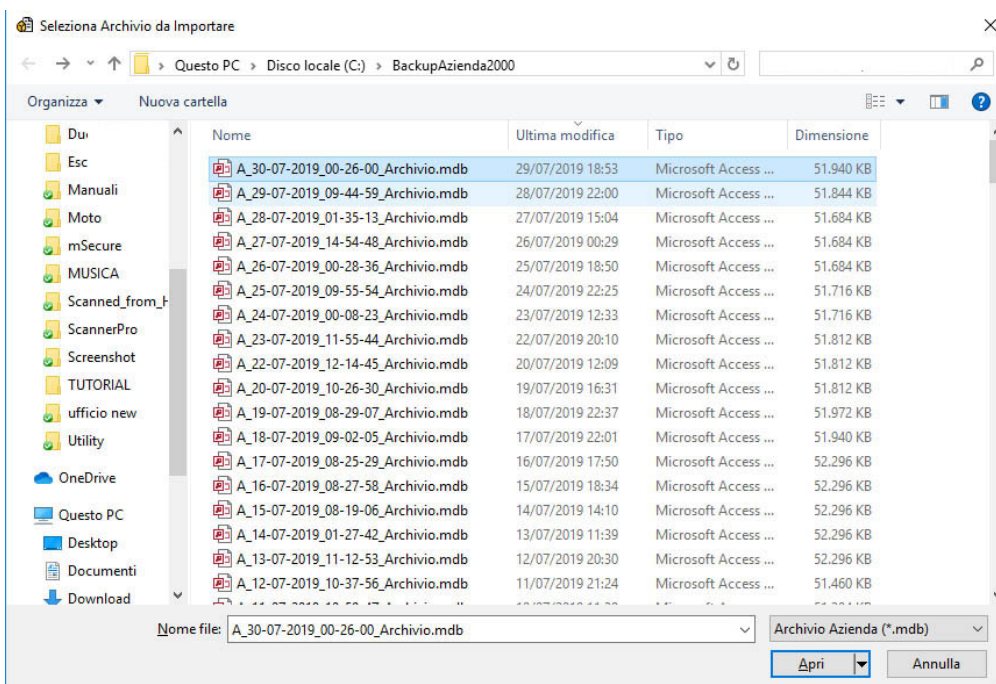 Seleziona Archivio da Importare
Questo PC > Disco locale (C:) > BackupAzienda2000
Organizza Nuova cartella
Nome Ultima modifica Tipo Dimensione
A_30-07-2019_00-26-00_Archivio.mdb 29/07/2019 18:53 Microsoft Access ... 51.940 KB
Esc A_29-07-2019_09-44-59_Archivio.mdb 28/07/2019 22:00 Microsoft Access ... 51.844 KB
Manuali A_28-07-2019_01-35-13_Archivio.mdb 27/07/2019 15:04 Microsoft Access ... 51.684 KB
Moto A_27-07-2019_14-54-48_Archivio.mdb 26/07/2019 00:29 Microsoft Access ... 51.684 KB
mSecure A_26-07-2019_00-28-36_Archivio.mdb 25/07/2019 18:50 Microsoft Access ... 51.684 KB
MUSICA A_25-07-2019_09-55-54_Archivio.mdb 24/07/2019 22:25 Microsoft Access ... 51.716 KB
Scanned_from_H A_24-07-2019_00-08-23_Archivio.mdb 23/07/2019 12:33 Microsoft Access ... 51.716 KB
ScannerPro A_23-07-2019_11-55-44_Archivio.mdb 22/07/2019 20:10 Microsoft Access ... 51.812 KB
Screenshot A_22-07-2019_12-14-45_Archivio.mdb 20/07/2019 12:09 Microsoft Access ... 51.812 KB
TUTORIAL A_20-07-2019_10-26-30_Archivio.mdb 19/07/2019 16:31 Microsoft Access ... 51.812 KB
ufficio new A_19-07-2019_08-29-07_Archivio.mdb 18/07/2019 22:37 Microsoft Access ... 51.972 KB
Utility A_18-07-2019_09-02-05_Archivio.mdb 17/07/2019 22:01 Microsoft Access ... 51.940 KB
A_17-07-2019_08-25-29_Archivio.mdb 16/07/2019 17:50 Microsoft Access ... 52.296 KB
OneDrive A_16-07-2019_08-27-58_Archivio.mdb 15/07/2019 18:34 Microsoft Access ... 52.296 KB
Questo PC A_15-07-2019_08-19-06_Archivio.mdb 14/07/2019 14:10 Microsoft Access ... 52.296 KB
Desktop A_14-07-2019_01-27-42_Archivio.mdb 13/07/2019 11:39 Microsoft Access ... 52.296 KB
Documenti A_13-07-2019_11-12-53_Archivio.mdb 12/07/2019 20:30 Microsoft Access ... 52.296 KB
Download A_12-07-2019_10-37-56_Archivio.mdb 11/07/2019 21:24 Microsoft Access ... 51.460 KB
Nome file: A_30-07-2019_00-26-00_Archivio.mdb Archivio Azienda (*.mdb)
Apri Annulla